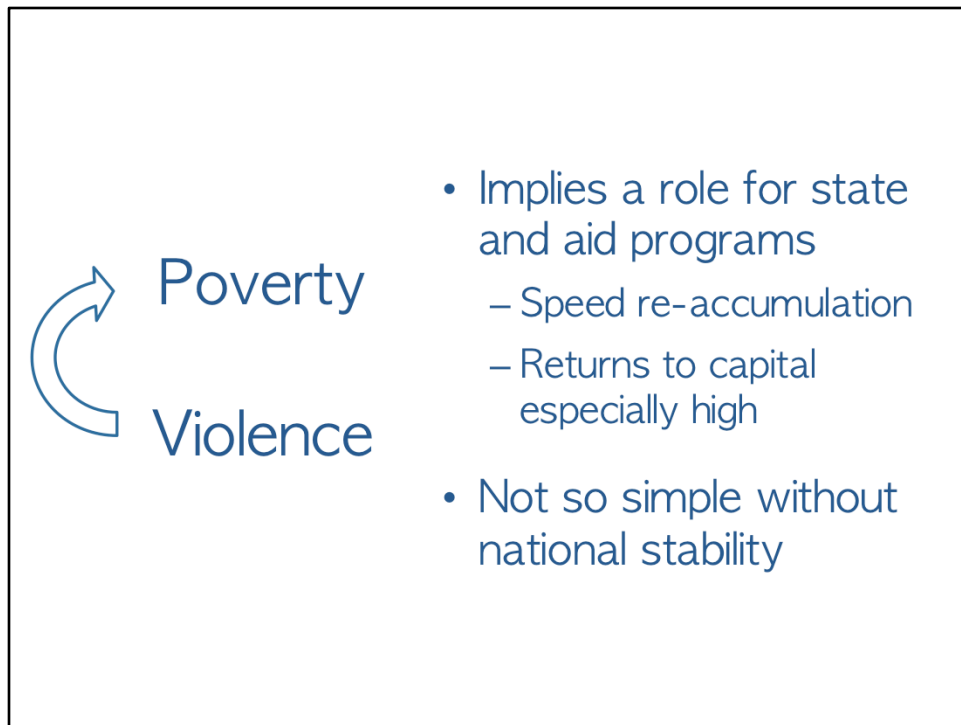 Poverty
Violence
• Implies a role for state
and aid programs
– Speed re-accumulation
– Returns to capital
especially high
• Not so simple without
national stability